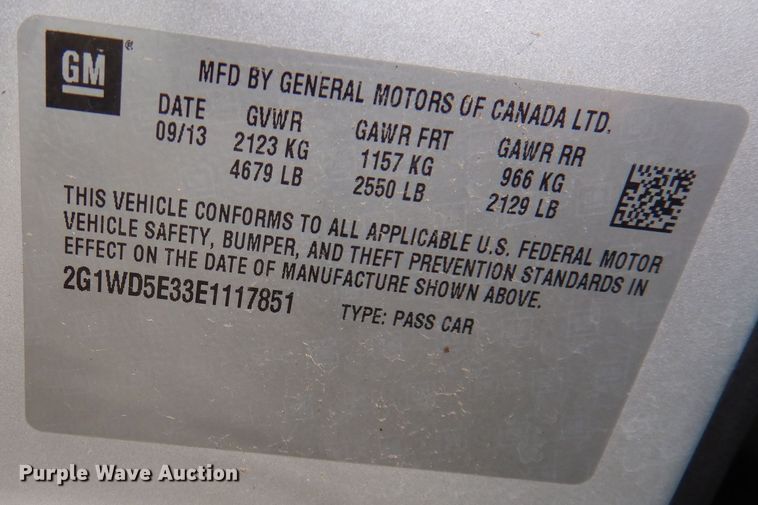 GM®
MFD BY GENERAL MOTORS OF CANADA LTD.
DATE GVWR GAWR FRT GAWR RR
09/13 2123 KG 1157 KG 966 KG
4679 LB 2550 LB 2129 LB
THIS VEHICLE CONFORMS TO ALL APPLICABLE U.S. FEDERAL MOTOR
VEHICLE SAFETY, BUMPER, AND THEFT PREVENTION STANDARDS IN
EFFECT ON THE DATE OF MANUFACTURE SHOWN ABOVE.
2G1WD5E33E1117851 TYPE: PASS CAR
Purple Wave Auction